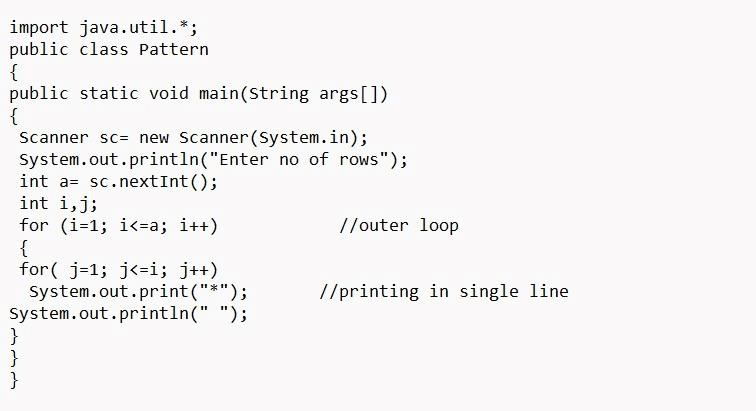 import java.util.*;
public class Pattern
{
public static void main(String args[])
{
 Scanner sc= new Scanner(System.in);
 System.out.println("Enter no of rows");
 int a= sc.nextInt();
 int i,j;
 for (i=1; i<=a; i++)            //outer loop
 {
 for( j=1; j<=i; j++)
  System.out.print("*");       //printing in single line
System.out.println(" ");
}
}
}